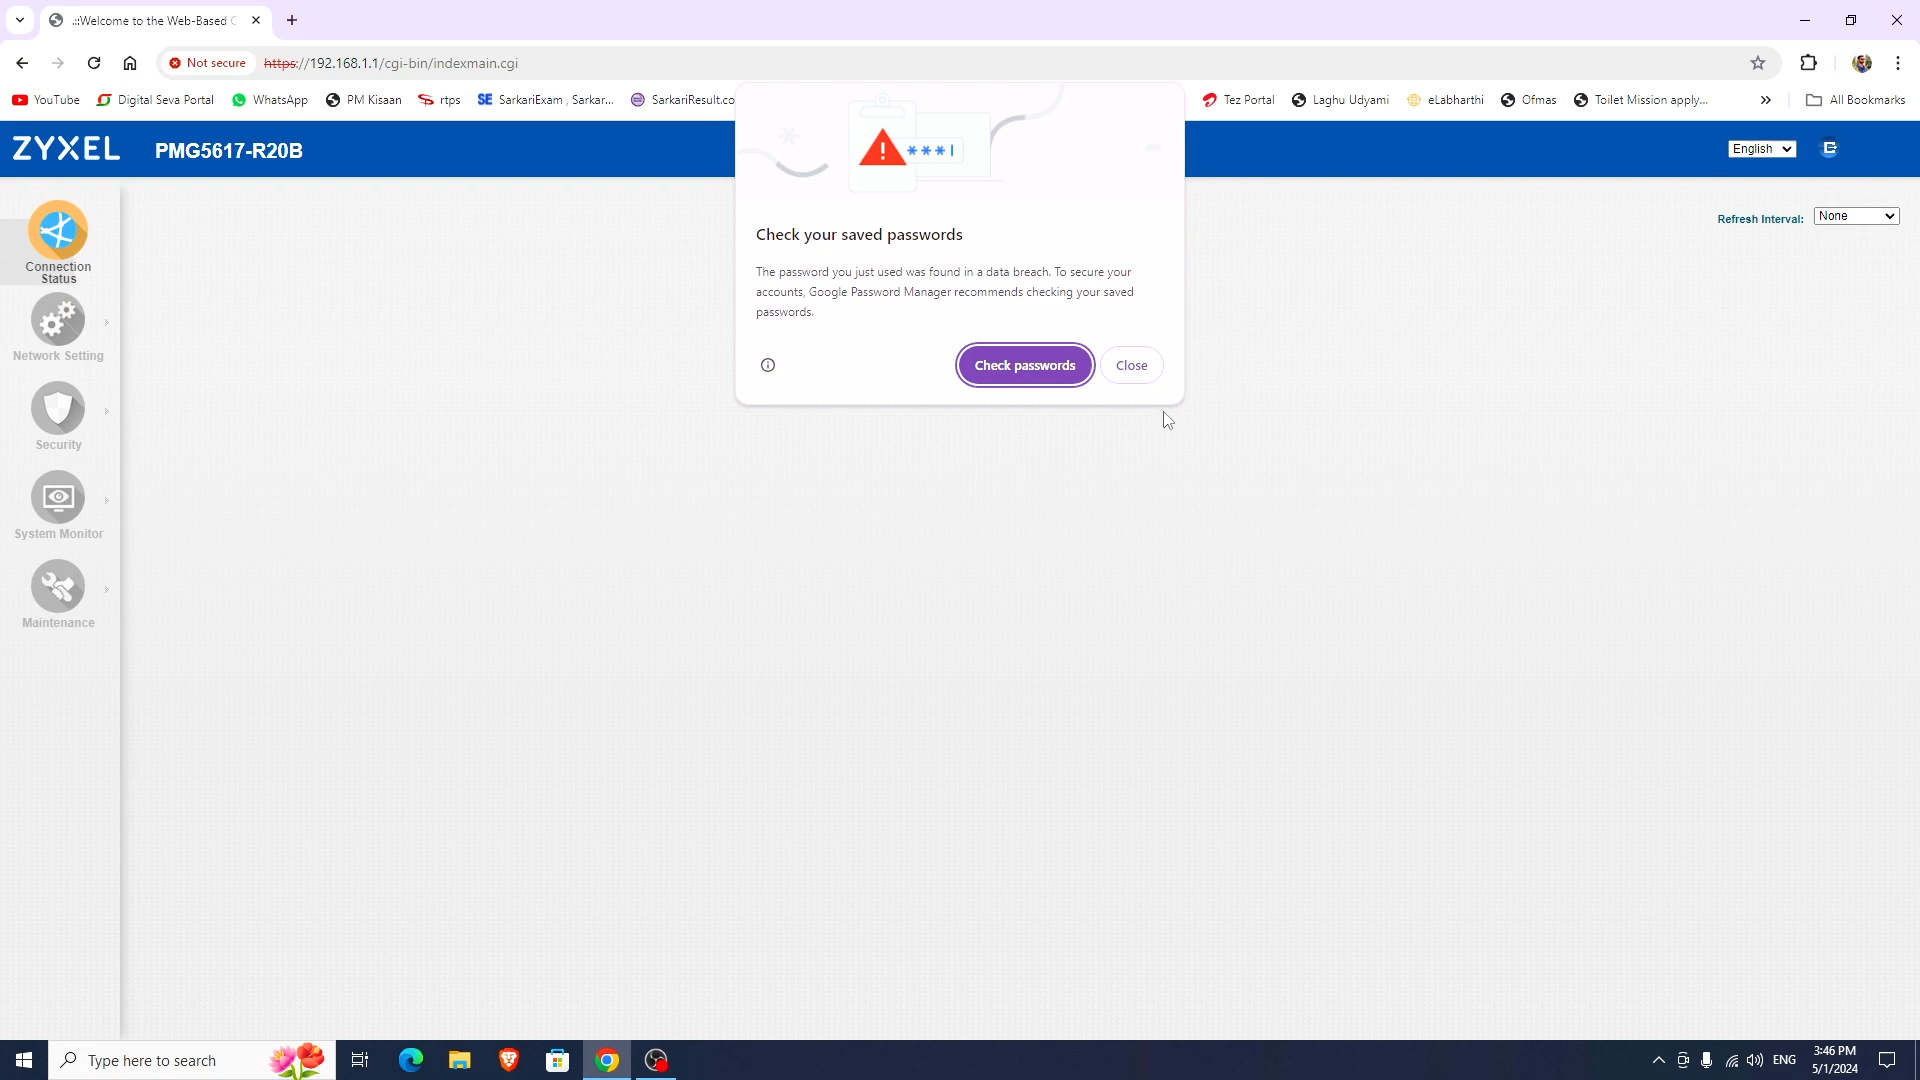 .::Welcome to the Web-Based C
Not secure
https://192.168.1.1/cgi-bin/indexmain.cgi
YouTube
Digital Seva Portal
WhatsApp
PM Kisaan
rtps
SE SarkariExam , Sarkar...
SarkariResult.co
Tez Portal
Laghu Udyami
eLabharthi
Ofmas
Toilet Mission apply...
»
All Bookmarks
ZYXEL PMG5617-R20B
English
Refresh Interval: None
Connection
Status
Network Setting
Security
System Monitor
Maintenance
***|
Check your saved passwords
The password you just used was found in a data breach. To secure your
accounts, Google Password Manager recommends checking your saved
passwords.
Check passwords
Close
Type here to search
ENG
3:46 PM
5/1/2024